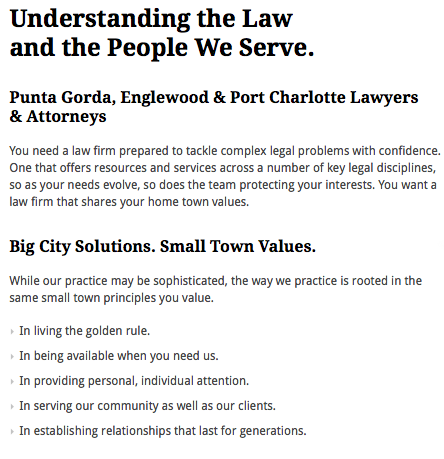 Understanding the Law
and the People We Serve.
Punta Gorda, Englewood & Port Charlotte Lawyers
& Attorneys
You need a law firm prepared to tackle complex legal problems with confidence.
One that offers resources and services across a number of key legal disciplines,
so as your needs evolve, so does the team protecting your interests. You want a
law firm that shares your home town values.
Big City Solutions. Small Town Values.
While our practice may be sophisticated, the way we practice is rooted in the
same small town principles you value.
In living the golden rule.
In being available when you need us.
In providing personal, individual attention.
In serving our community as well as our clients.
In establishing relationships that last for generations.